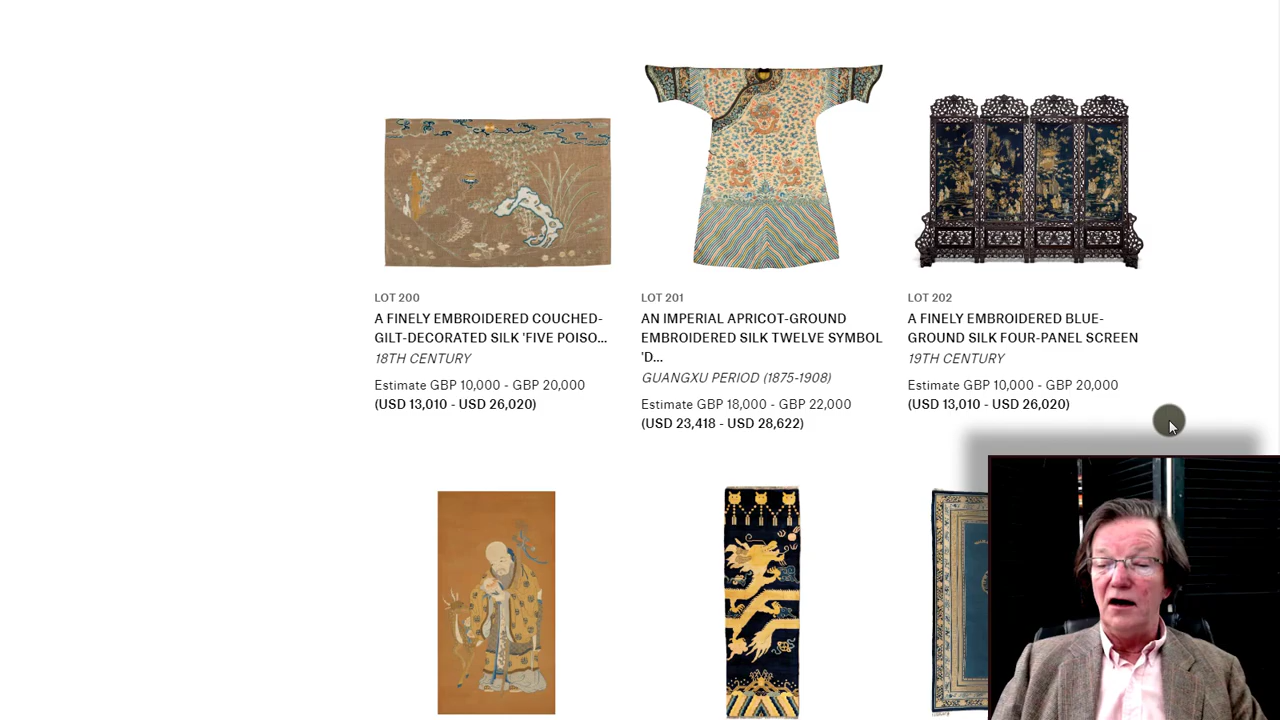 LOT 200
A FINELY EMBROIDERED COUCHED-
GILT-DECORATED SILK 'FIVE POISO...
18TH CENTURY
Estimate GBP 10,000 - GBP 20,000
(USD 13,010 - USD 26,020)
LOT 201
AN IMPERIAL APRICOT-GROUND
EMBROIDERED SILK TWELVE SYMBOL
'D...
GUANGXU PERIOD (1875-1908)
Estimate GBP 18,000 - GBP 22,000
(USD 23,418 - USD 28,622)
LOT 202
A FINELY EMBROIDERED BLUE-
GROUND SILK FOUR-PANEL SCREEN
19TH CENTURY
Estimate GBP 10,000 - GBP 20,000
(USD 13,010 - USD 26,020)